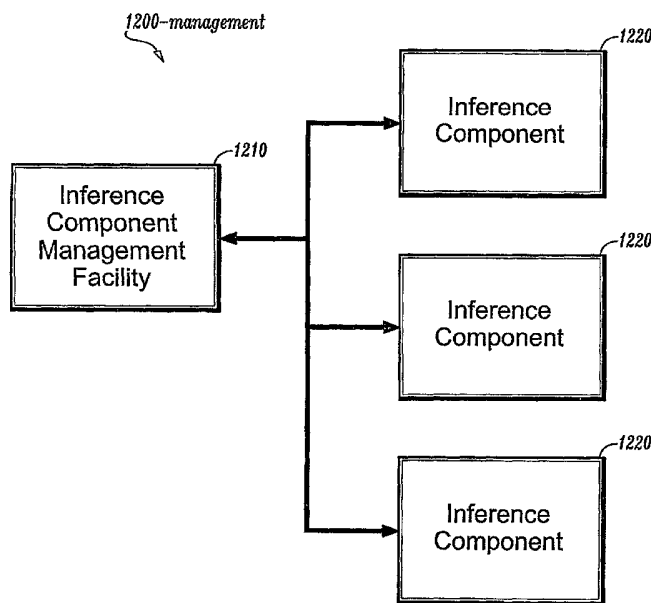 1200-management
1220
Inference
Component
1210
Inference
Component
Management
Facility
1220
Inference
Component
1220
Inference
Component